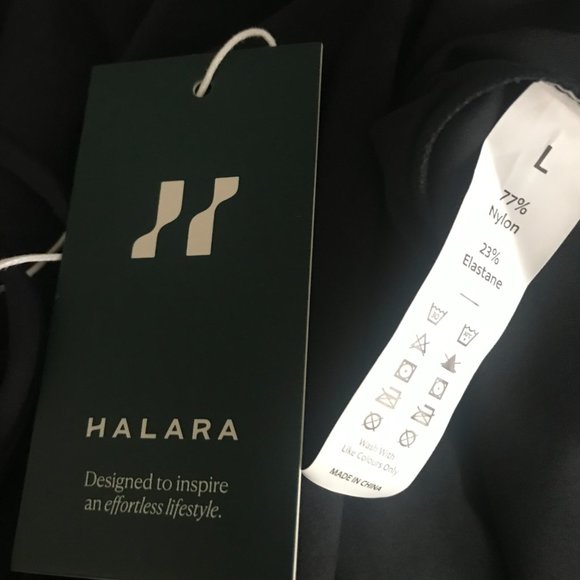 HALARA
Designed to inspire
an effortless lifestyle.
L
77%
Nylon
23%
Elastane
Wash With
Like Colours Only
MADE IN CHINA